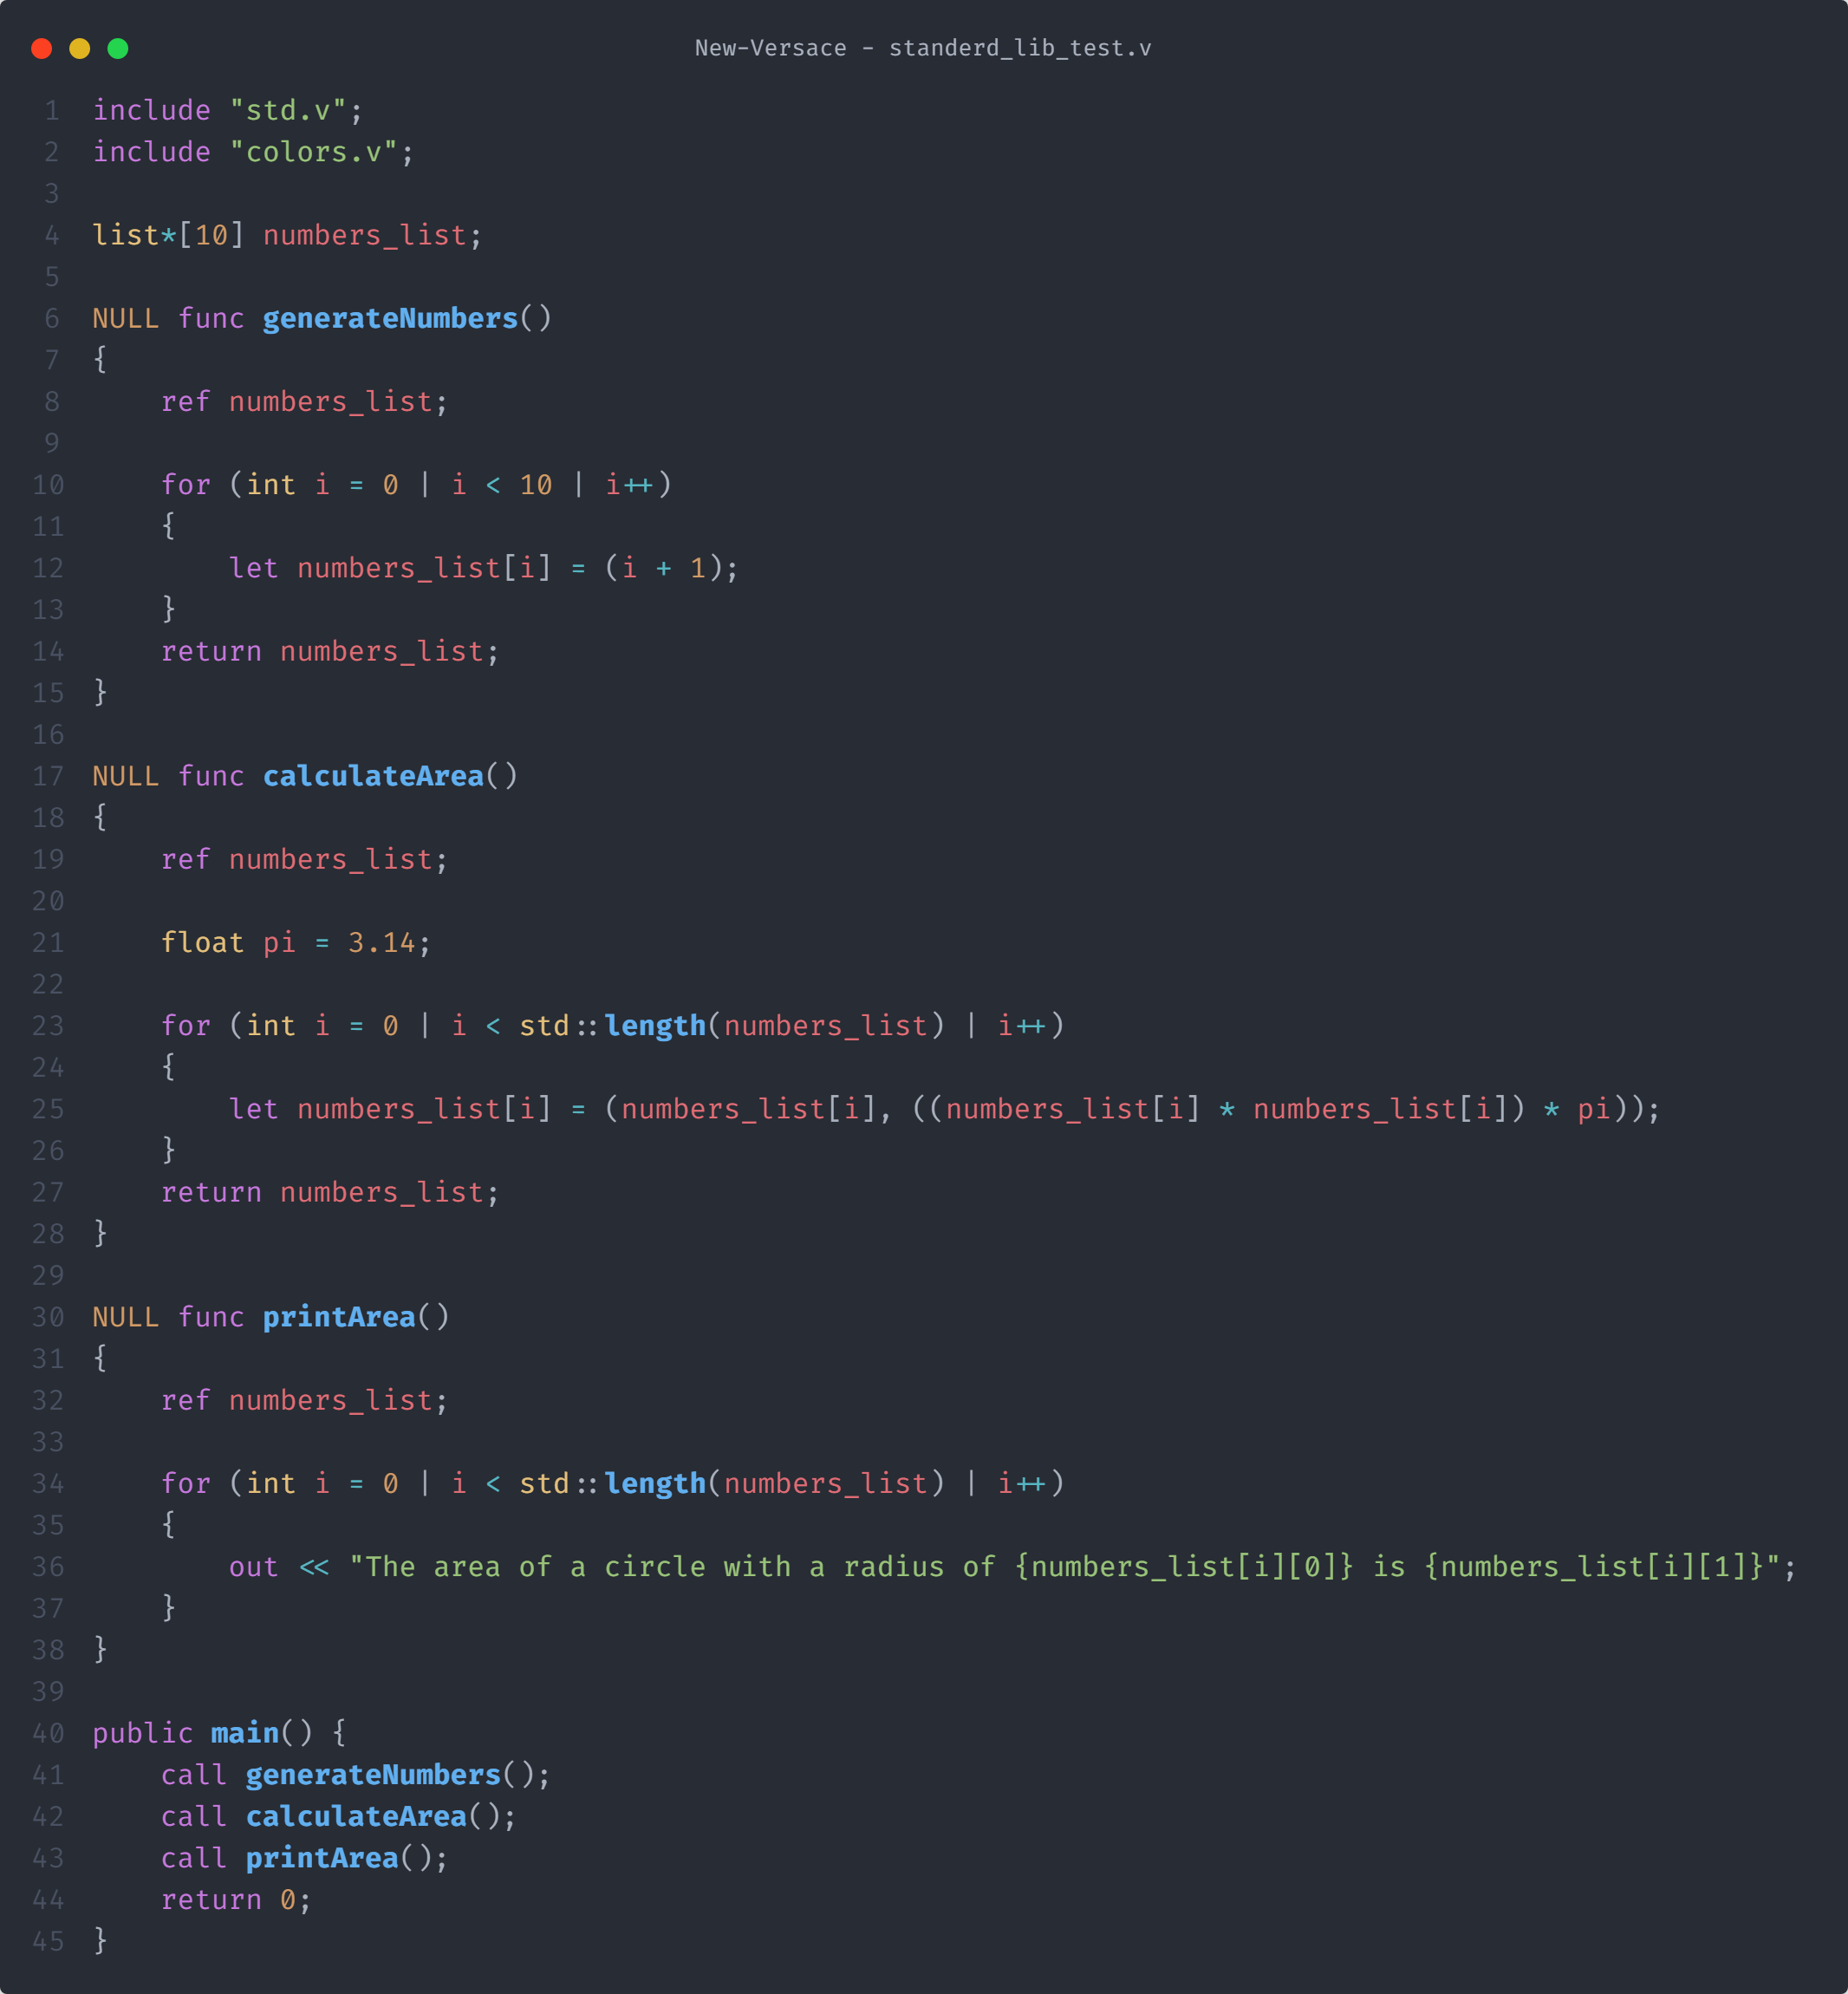 New-Versace - standerd_lib_test.v
1 include "std.v";
2 include "colors.v";
3
4 list*[10] numbers_list;
5
6 NULL func generateNumbers()
7 {
8     ref numbers_list;
9
10     for (int i = 0 | i < 10 | i++)
11     {
12         let numbers_list[i] = (i + 1);
13     }
14     return numbers_list;
15 }
16
17 NULL func calculateArea()
18 {
19     ref numbers_list;
20
21     float pi = 3.14;
22
23     for (int i = 0 | i < std::length(numbers_list) | i++)
24     {
25         let numbers_list[i] = (numbers_list[i], ((numbers_list[i] * numbers_list[i]) * pi));
26     }
27     return numbers_list;
28 }
29
30 NULL func printArea()
31 {
32     ref numbers_list;
33
34     for (int i = 0 | i < std::length(numbers_list) | i++)
35     {
36         out << "The area of a circle with a radius of {numbers_list[i][0]} is {numbers_list[i][1]}";
37     }
38 }
39
40 public main() {
41     call generateNumbers();
42     call calculateArea();
43     call printArea();
44     return 0;
45 }